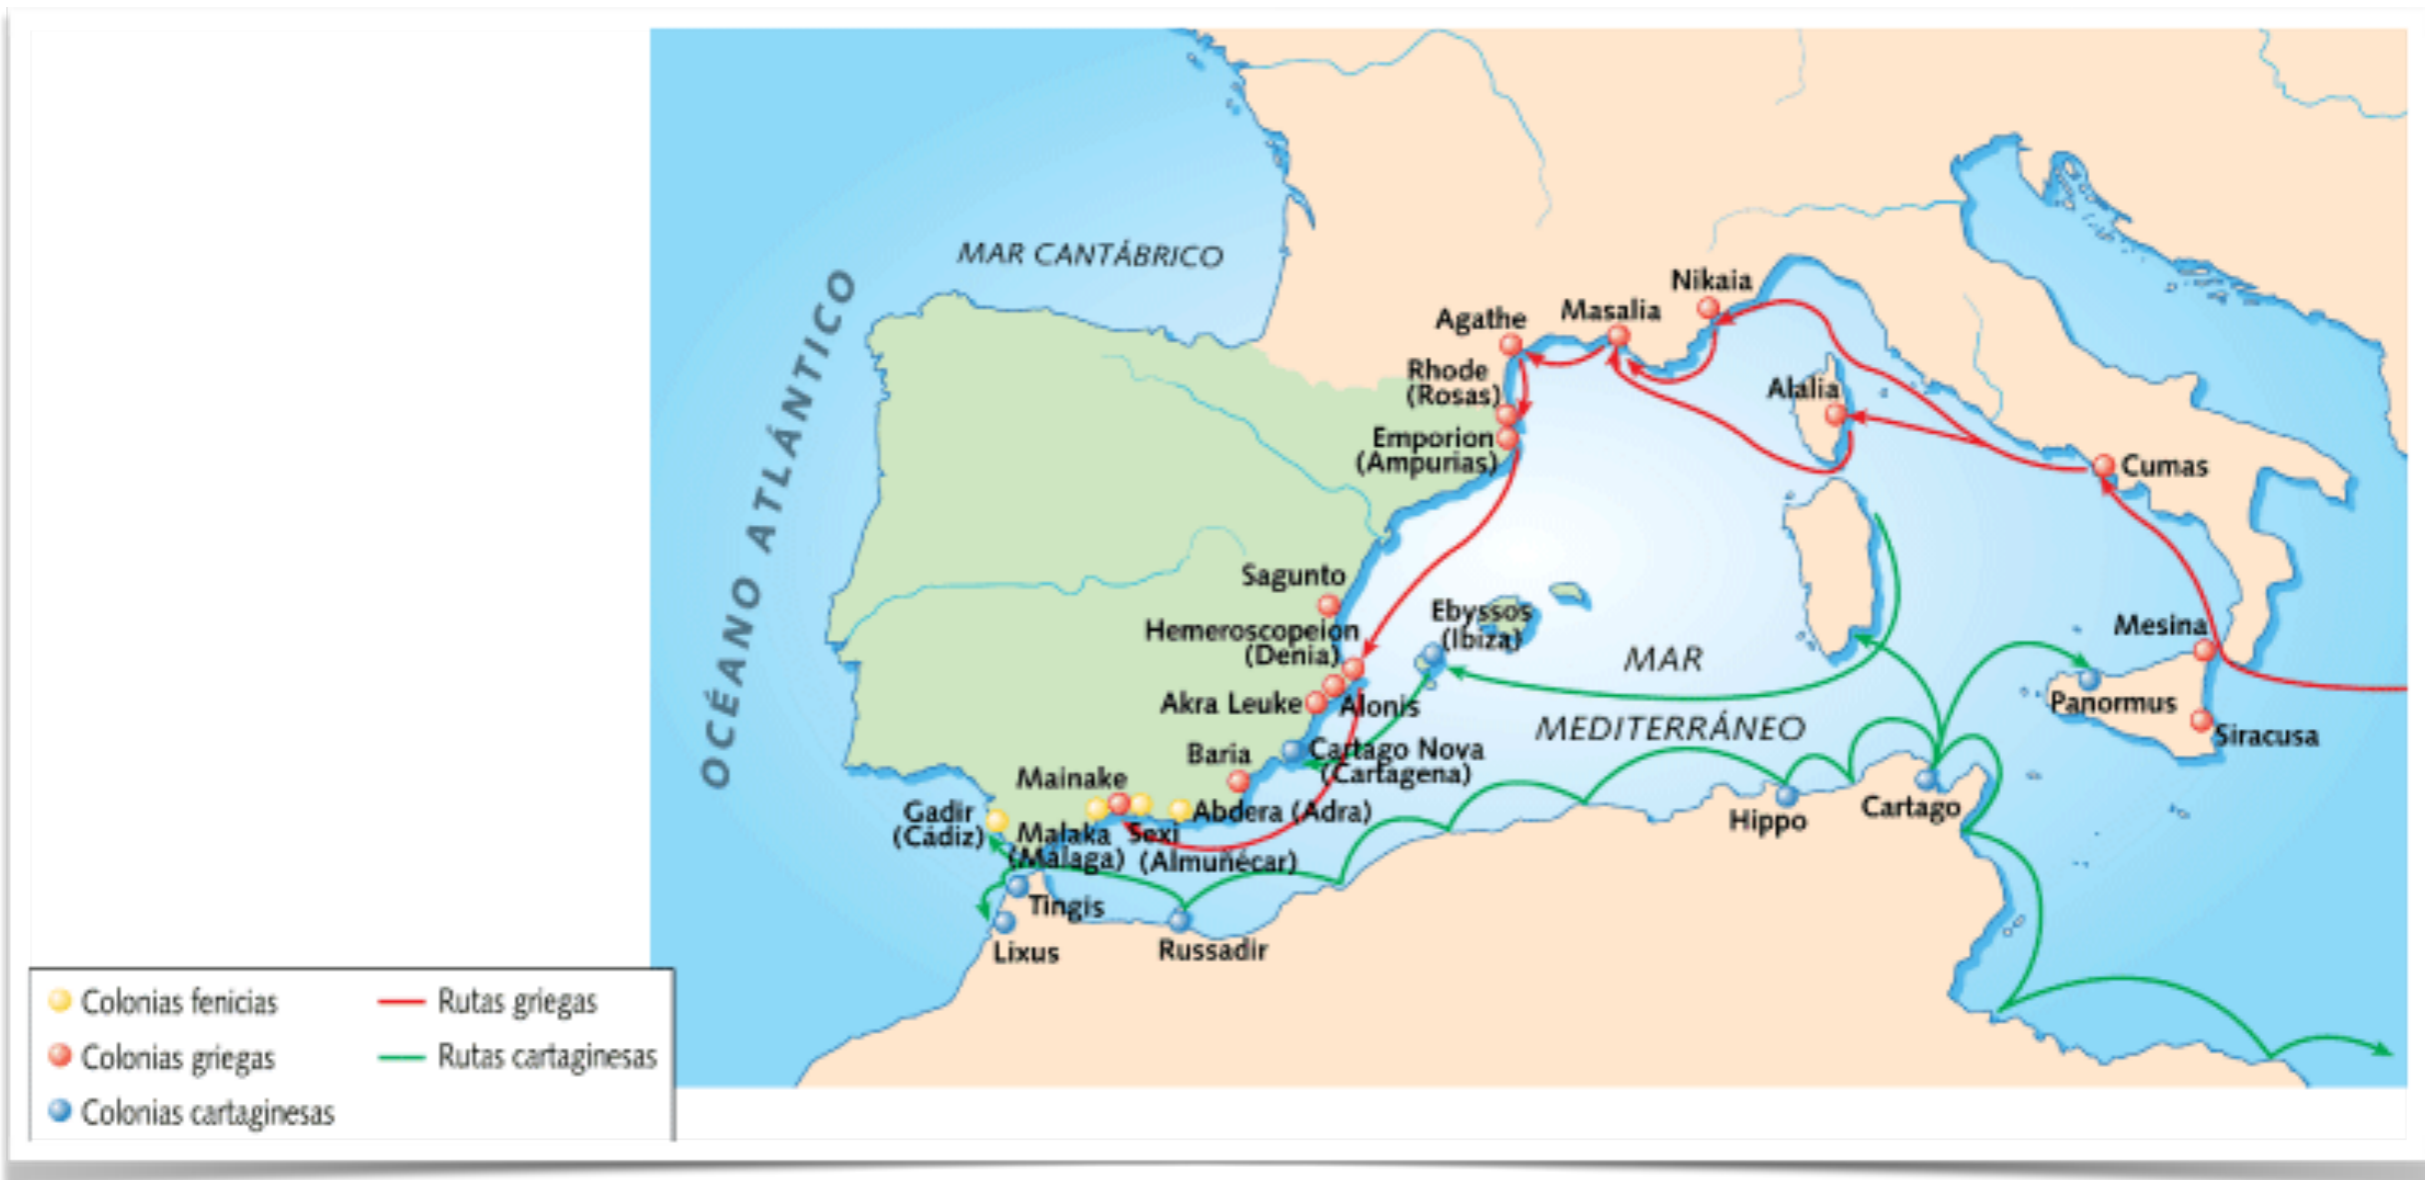 MAR CANTÁBRICO
OCÉANO ATLÁNTICO
Nikaia
Agathe
Masalia
Rhode
(Rosas)
Alalia
Emporion
(Ampurias)
Cumas
Sagunto
Ebyssos
(Ibiza)
Hemeroscopeion
(Denia)
Mesina
MAR
Akra Leuke
Alonis
Panormus
MEDITERRÁNEO
Siracusa
Baria
Cartago Nova
(Cartagena)
Mainake
Gadir
(Cádiz)
Abdera (Adra)
Cartago
Hippo
Malaka
(Málaga)
Sexi
(Almuñécar)
Tingis
Lixus
Russadir
Colonias fenicias
Rutas griegas
Colonias griegas
Rutas cartaginesas
Colonias cartaginesas